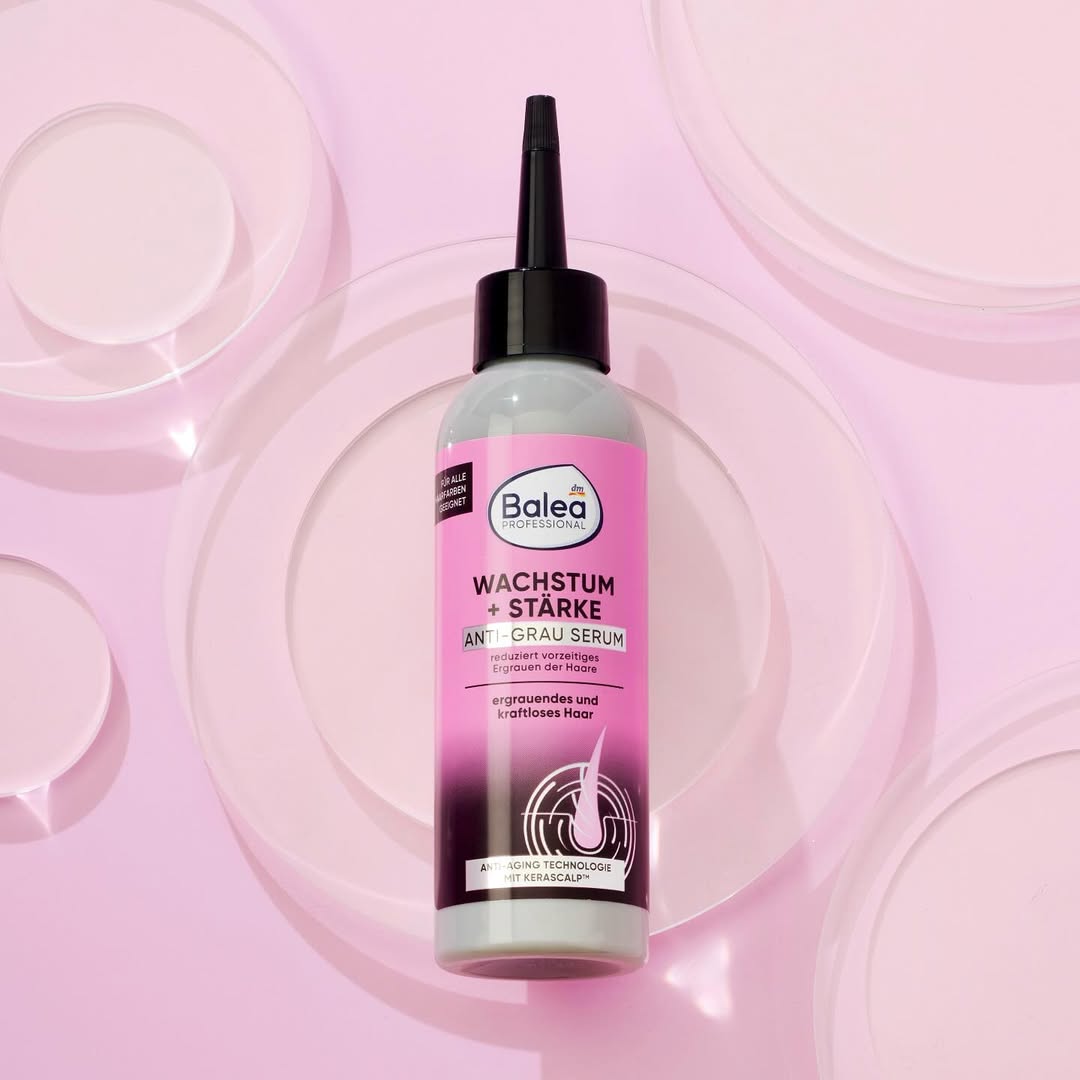 FÜR ALLE
GEEIGNET
dm
Balea
PROFESSIONAL
WACHSTUM
+ STÄRKE
ANTI-GRAU SERUM
reduziert vorzeitiges
Ergrauen der Haare
ergrauendes und
kraftloses Haar
ANTI-AGING TECHNOLOGIE
MIT KERASCALP™